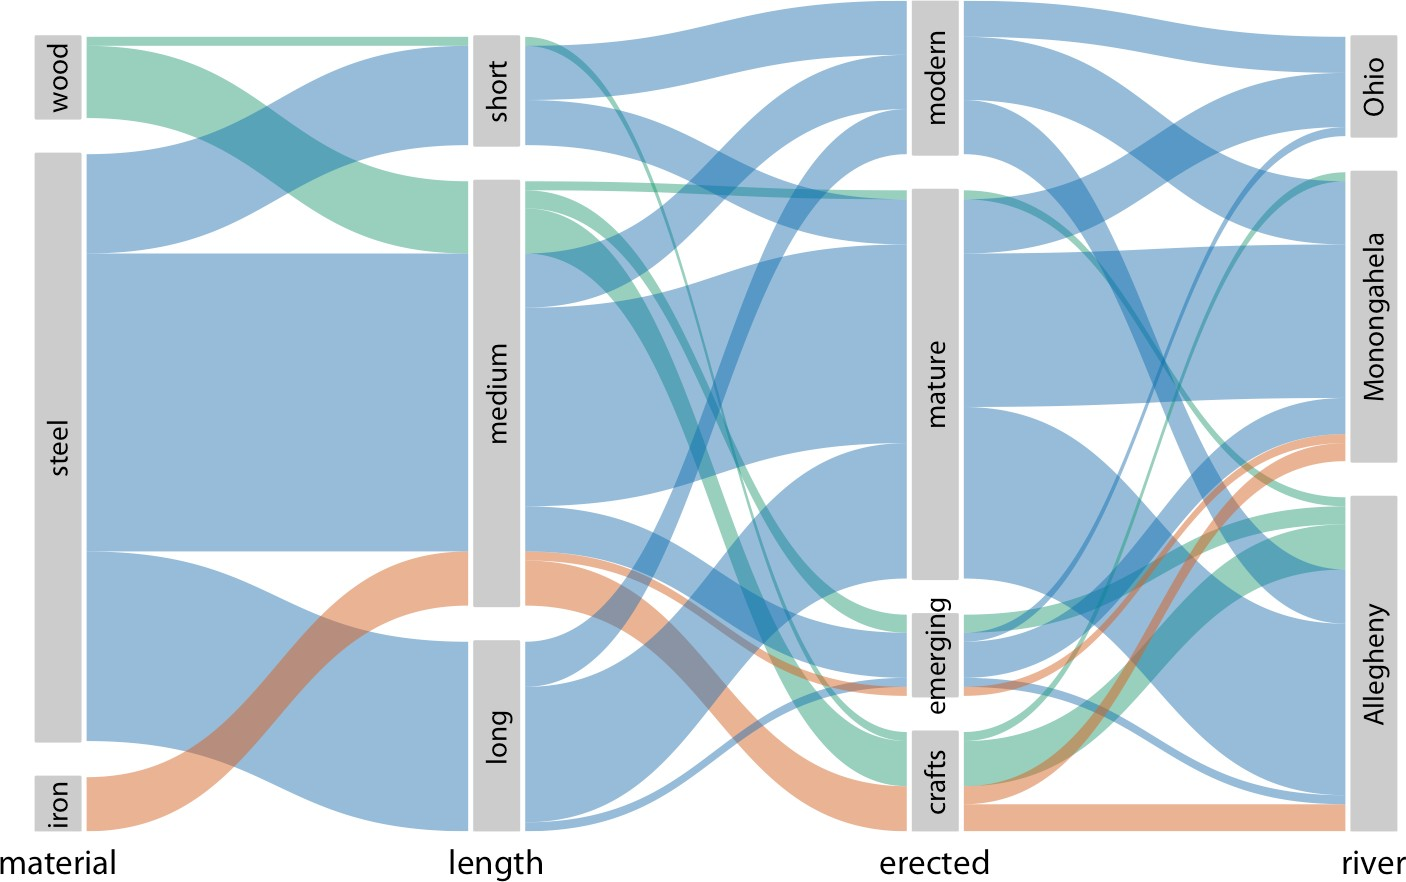 wood
steel
iron
short
medium
long
modern
mature
emerging
crafts
Ohio
Monongahela
Allegheny
material length erected river